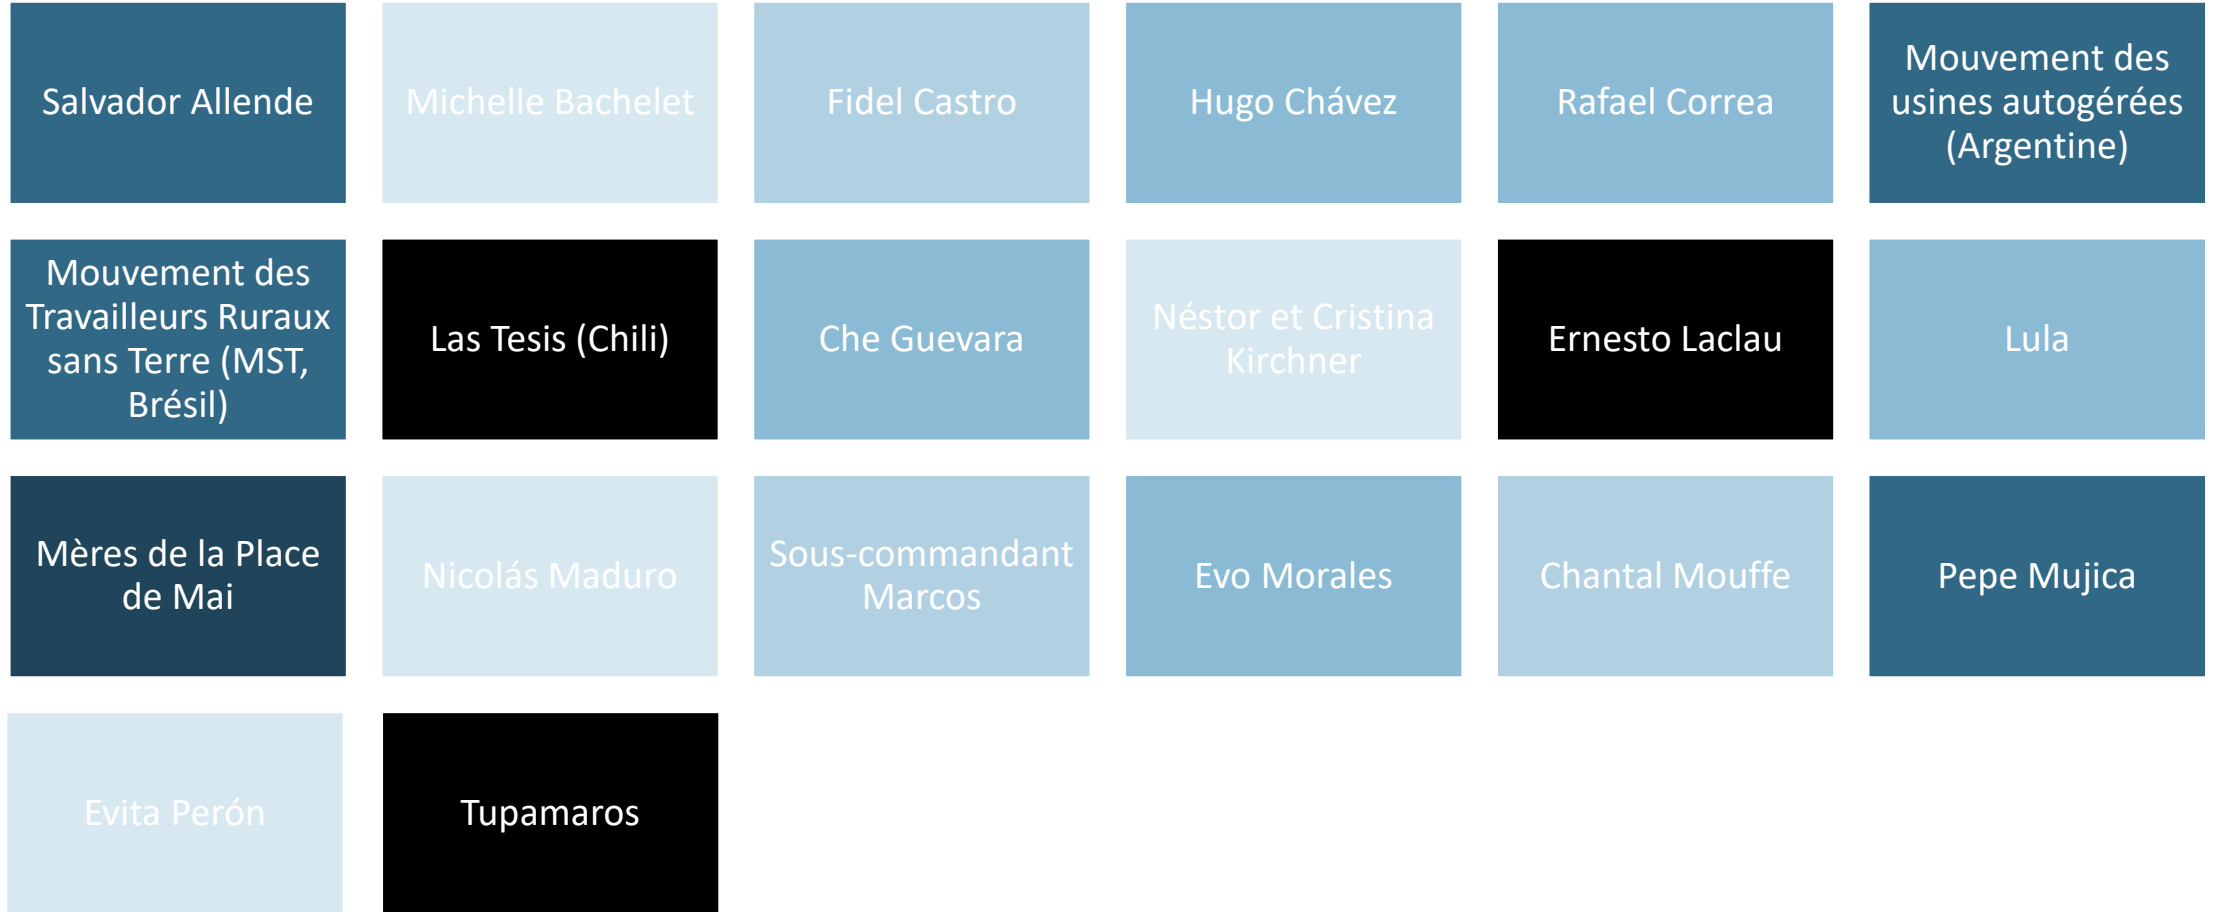 Salvador Allende
Michelle Bachelet
Fidel Castro
Hugo Chávez
Rafael Correa
Mouvement des
usines autogérées
(Argentine)
Mouvement des
Travailleurs Ruraux
sans Terre (MST,
Brésil)
Las Tesis (Chili)
Che Guevara
Néstor et Cristina
Kirchner
Ernesto Laclau
Lula
Mères de la Place
de Mai
Nicolás Maduro
Sous-commandant
Marcos
Evo Morales
Chantal Mouffe
Pepe Mujica
Evita Perón
Tupamaros